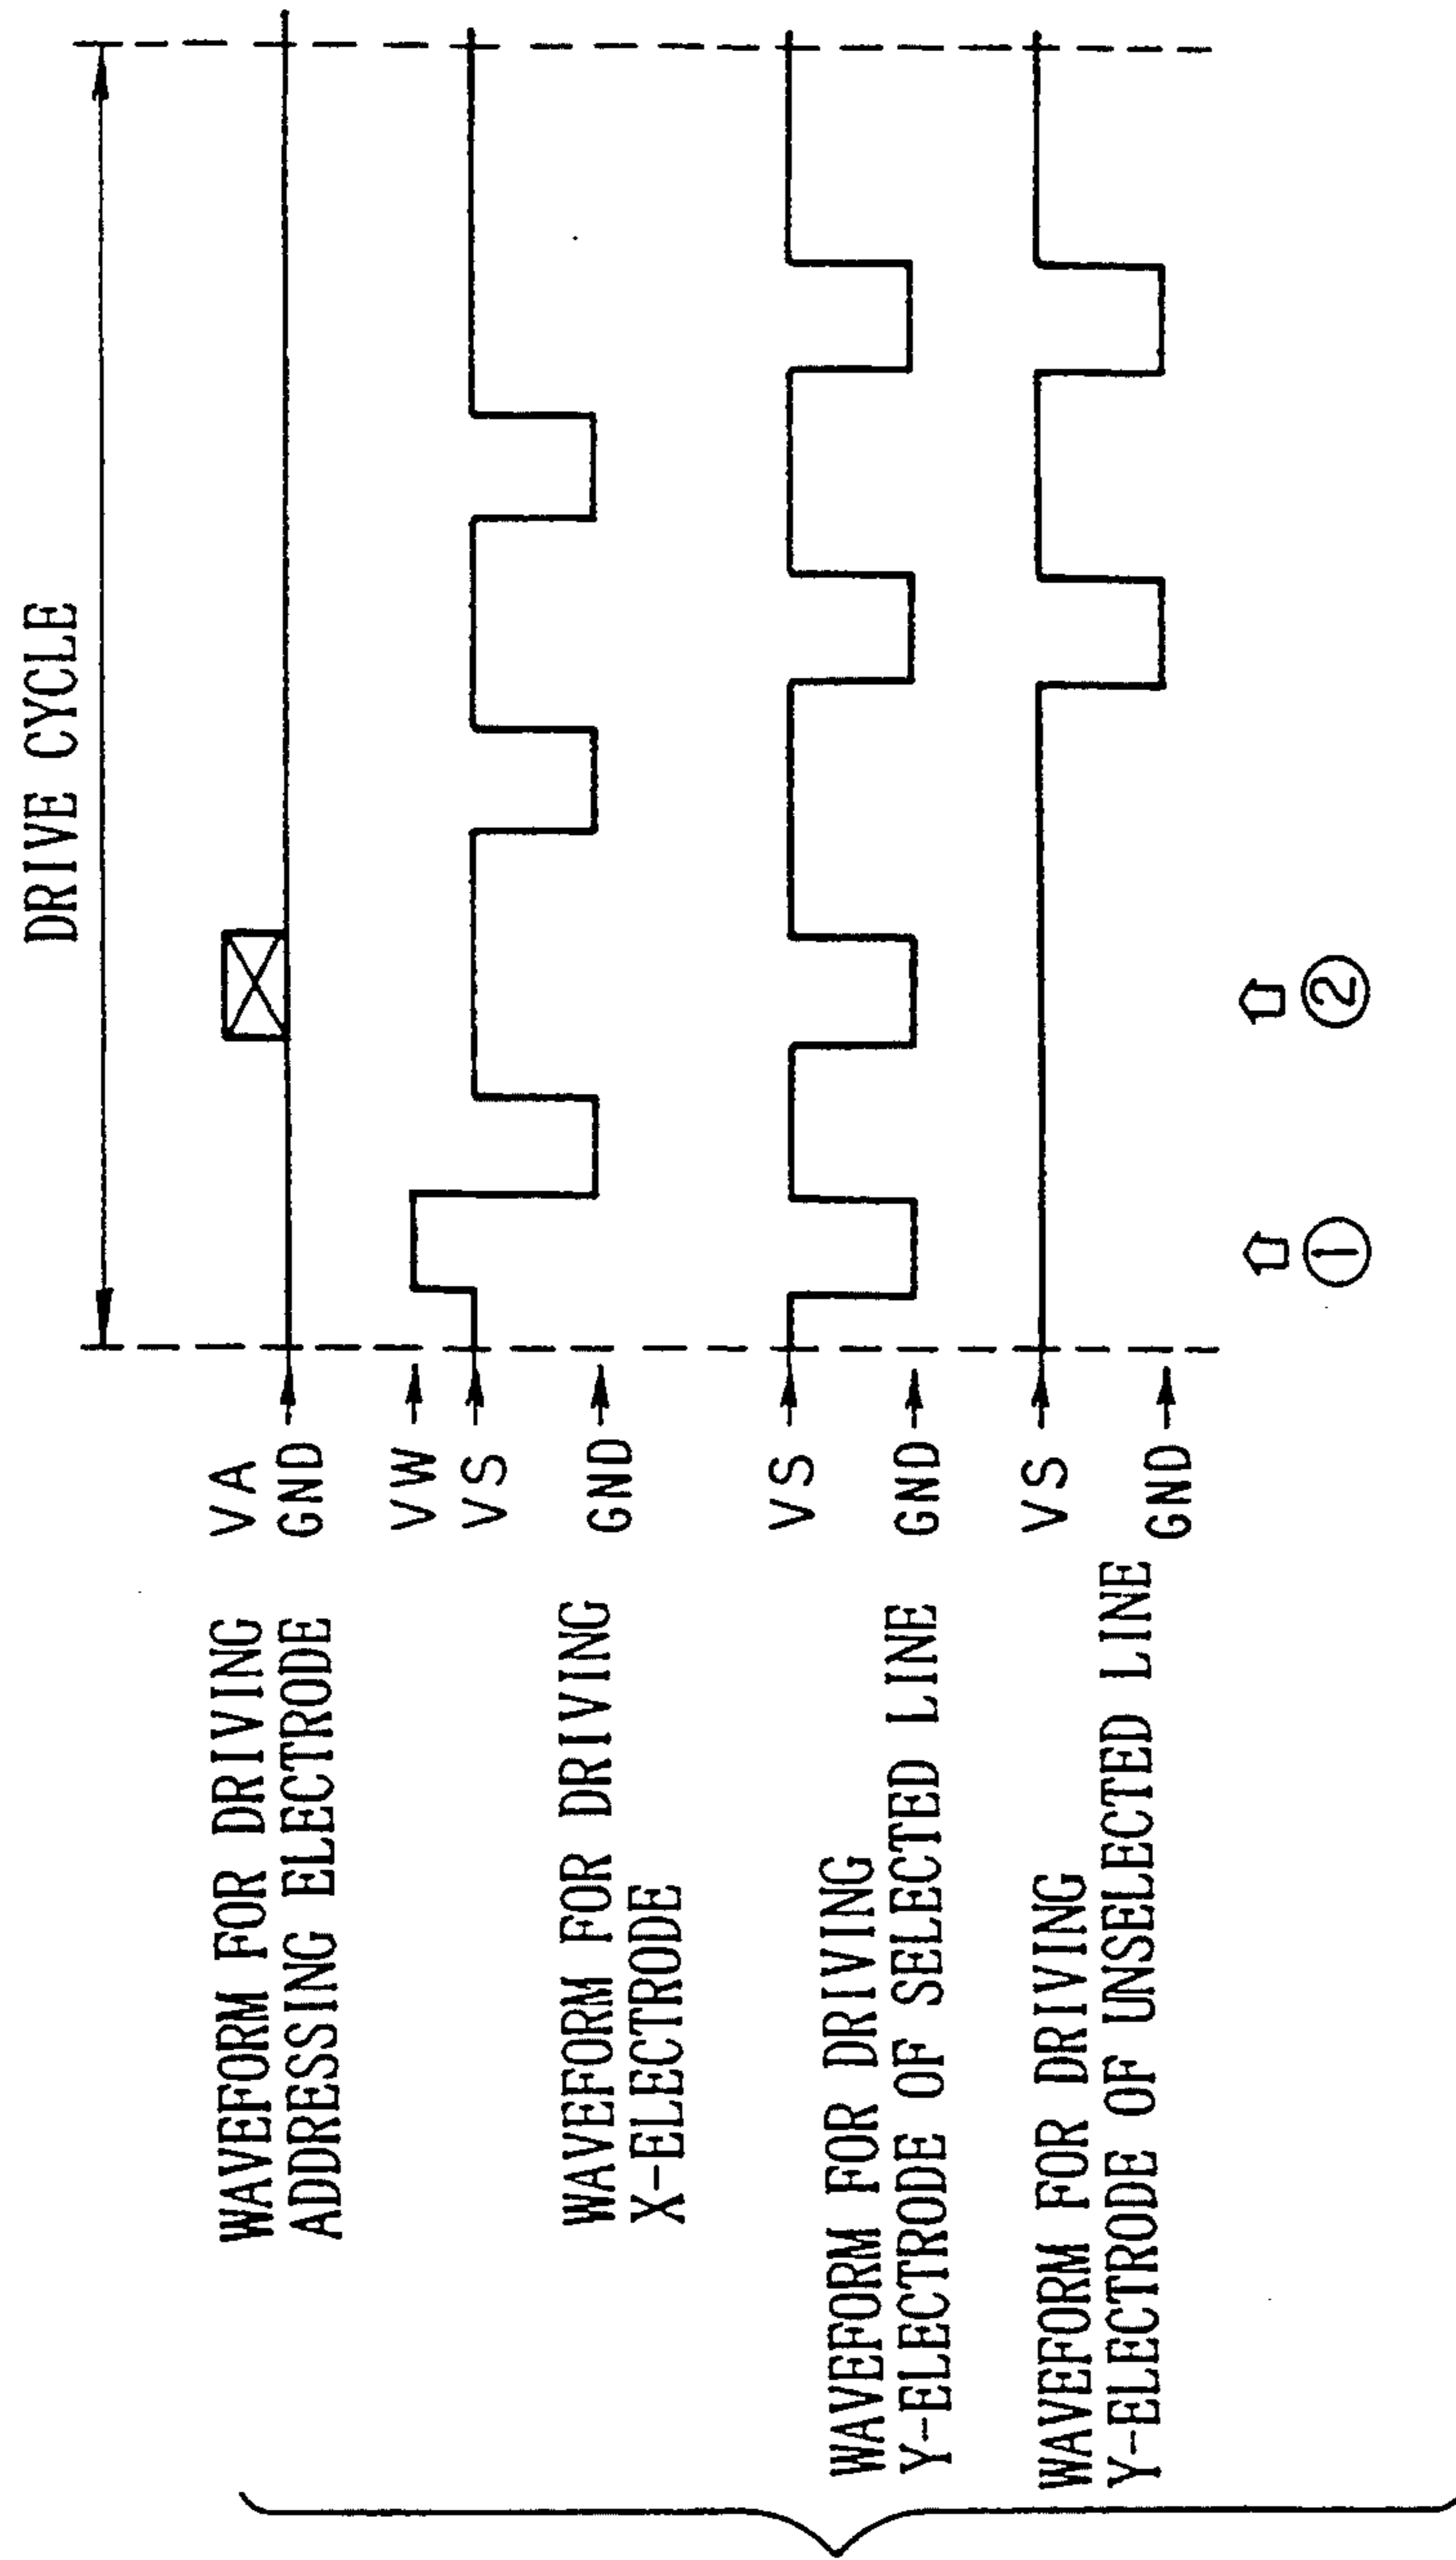 DRIVE CYCLE
WAVEFORM FOR DRIVING
ADDRESSING ELECTRODE
VA
GND
WAVEFORM FOR DRIVING
X-ELECTRODE
VW
VS
GND
WAVEFORM FOR DRIVING
Y-ELECTRODE OF SELECTED LINE
VS
GND
WAVEFORM FOR DRIVING
Y-ELECTRODE OF UNSELECTED LINE
VS
GND
① ②